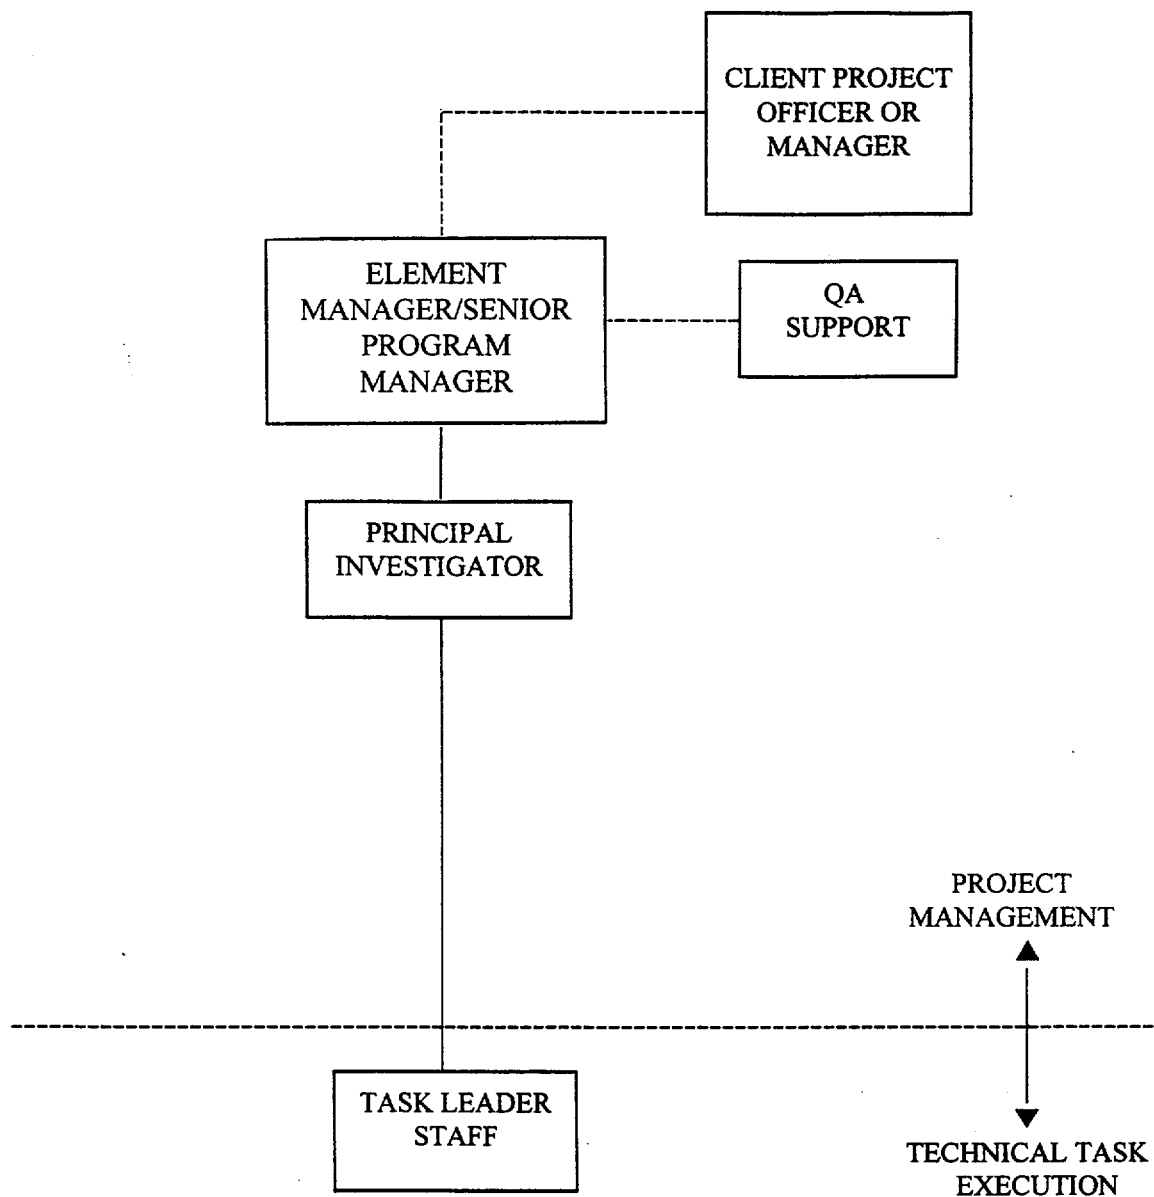 CLIENT PROJECT
OFFICER OR
MANAGER
ELEMENT
MANAGER/SENIOR
PROGRAM
MANAGER
QA
SUPPORT
PRINCIPAL
INVESTIGATOR
PROJECT
MANAGEMENT
TASK LEADER
STAFF
TECHNICAL TASK
EXECUTION